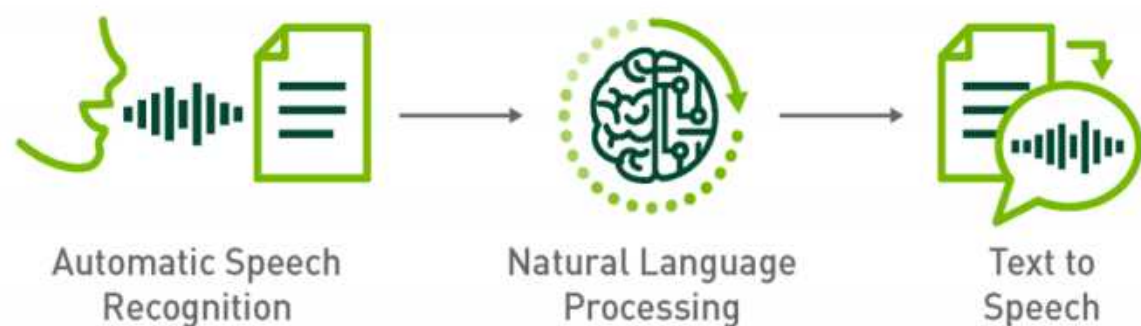 Automatic Speech
Recognition
Natural Language
Processing
Text to
Speech